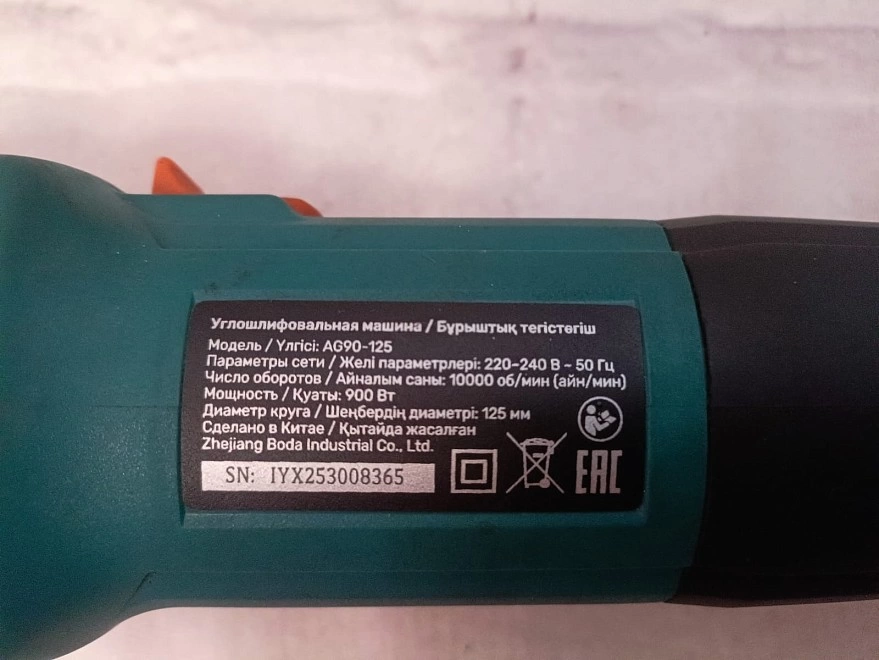 Углошлифовальная машина / Бұрыштық тегістөгіш
Модель / Үлгісі: AG90-125
Параметры сети / Желі параметрлері: 220-240 В ~ 50 Гц
Число оборотов / Айналым саны: 10000 об/мин (айн/мин)
Мощность / Қуаты: 900 Вт
Диаметр круга / Шеңбердің диаметрі: 125 мм
Сделано в Китае / Қытайда жасалған
Zhejiang Boda Industrial Co., Ltd.
SN: IYX253008365
EAC